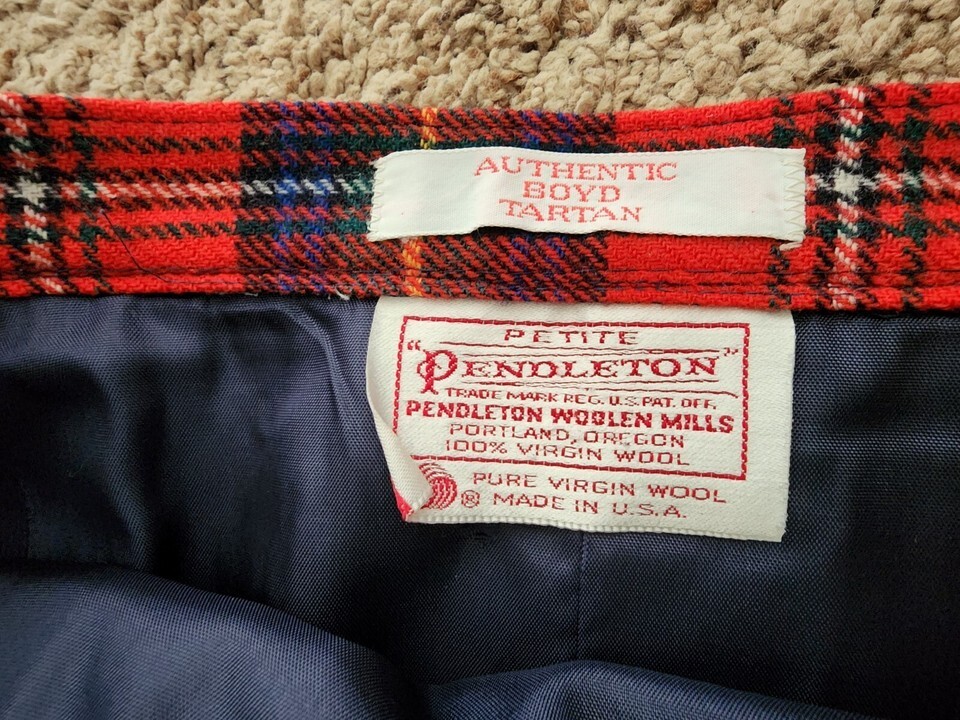 AUTHENTIC
BOYD
TARTAN
PETITE
"PENDLETON"
TRADE MARK REG. U.S. PAT. OFF.
PENDLETON WOOLEN MILLS
PORTLAND, OREGON
100% VIRGIN WOOL
PURE VIRGIN WOOL
® MADE IN U.S.A.